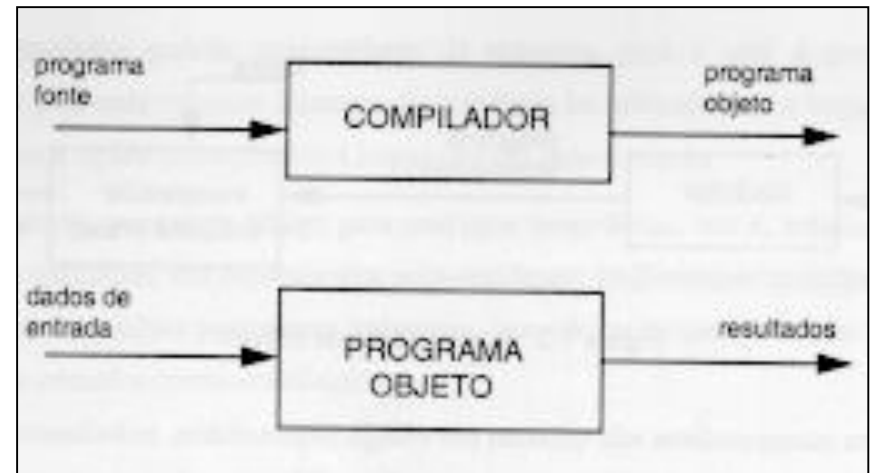 programa
fonte
COMPILADOR
programa
objeto
dados de
entrada
PROGRAMA
OBJETO
resultados